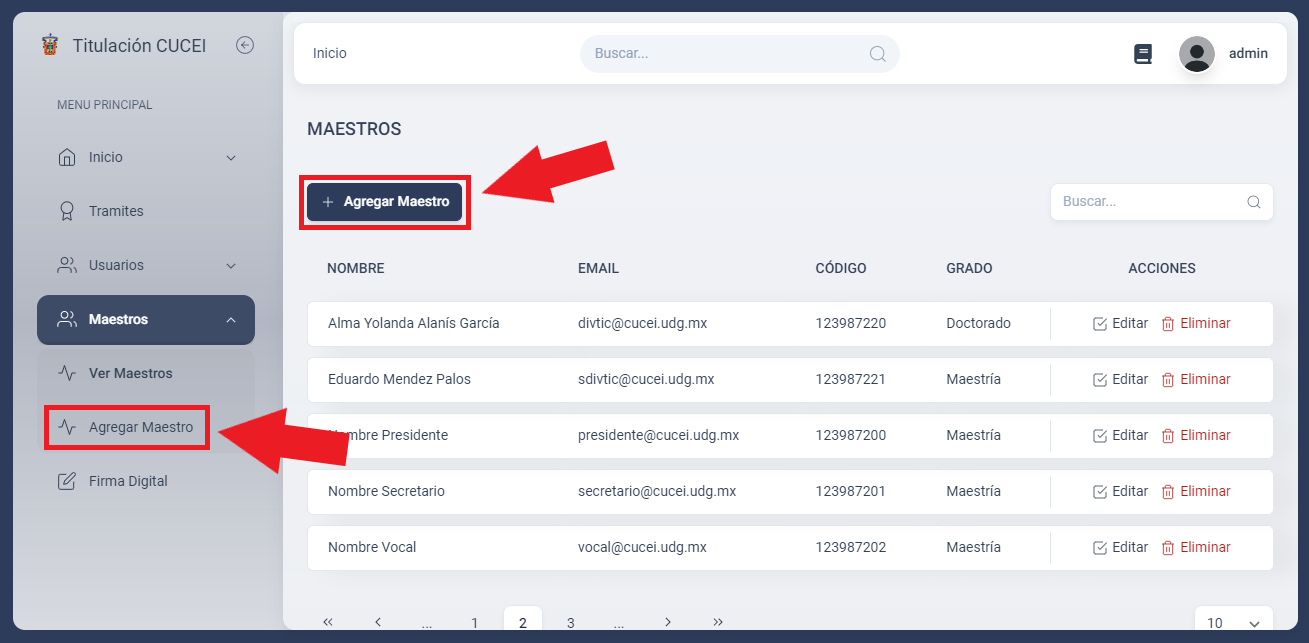 Titulación CUCEI
MENU PRINCIPAL
Inicio
Tramites
Usuarios
Maestros
Ver Maestros
Agregar Maestro
Firma Digital
Inicio
Buscar...
admin
MAESTROS
+ Agregar Maestro
Buscar...
NOMBRE EMAIL CÓDIGO GRADO ACCIONES
Alma Yolanda Alanís García divtic@cucei.udg.mx 123987220 Doctorado Editar Eliminar
Eduardo Mendez Palos sdivtic@cucei.udg.mx 123987221 Maestría Editar Eliminar
Nombre Presidente presidente@cucei.udg.mx 123987200 Maestría Editar Eliminar
Nombre Secretario secretario@cucei.udg.mx 123987201 Maestría Editar Eliminar
Nombre Vocal vocal@cucei.udg.mx 123987202 Maestría Editar Eliminar
« ‹ ... 1 2 3 ... › » 10